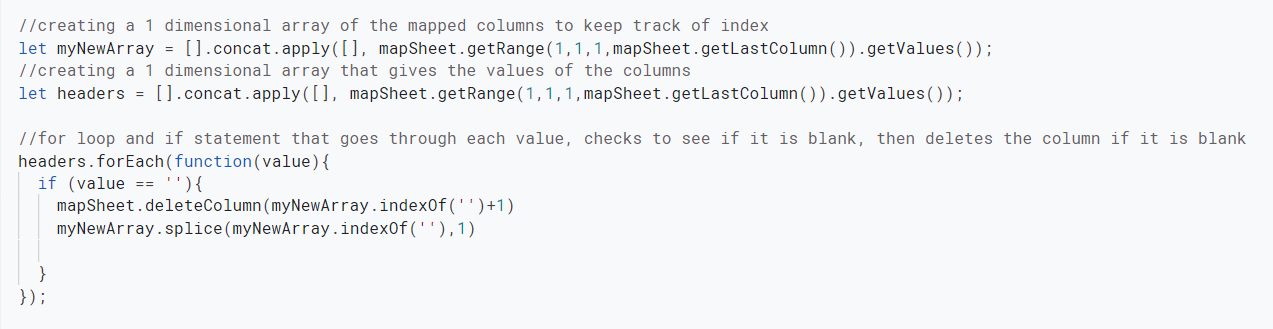 //creating a 1 dimensional array of the mapped columns to keep track of index
let myNewArray = [].concat.apply([], mapSheet.getRange(1,1,1,mapSheet.getLastColumn()).getValues());
//creating a 1 dimensional array that gives the values of the columns
let headers = [].concat.apply([], mapSheet.getRange(1,1,1,mapSheet.getLastColumn()).getValues());
//for loop and if statement that goes through each value, checks to see if it is blank, then deletes the column if it is blank
headers.forEach(function(value){
if (value == ''){
mapSheet.deleteColumn(myNewArray.indexOf('')+1)
myNewArray.splice(myNewArray.indexOf(''),1)
}
});